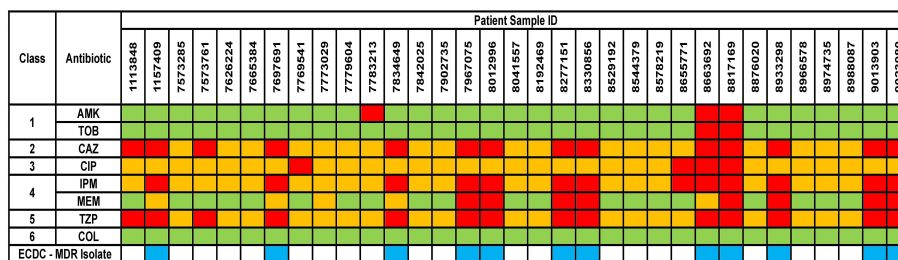 Patient Sample ID
Class Antibiotic 1113848 1157409 7573285 7573761 7626224 7665384 7697691 7769541 7773029 7779604 7783213 7834649 7842025 7902735 7967075 8012996 8041557 8192469 8277151 8330856 8529192 8544379 8578219 8655771 8663692 8817169 8876020 8933298 8966578 8974735 8988087 9013903
1 AMK
TOB
2 CAZ
3 CIP
4 IPM
MEM
5 TZP
6 COL
ECDC - MDR Isolate